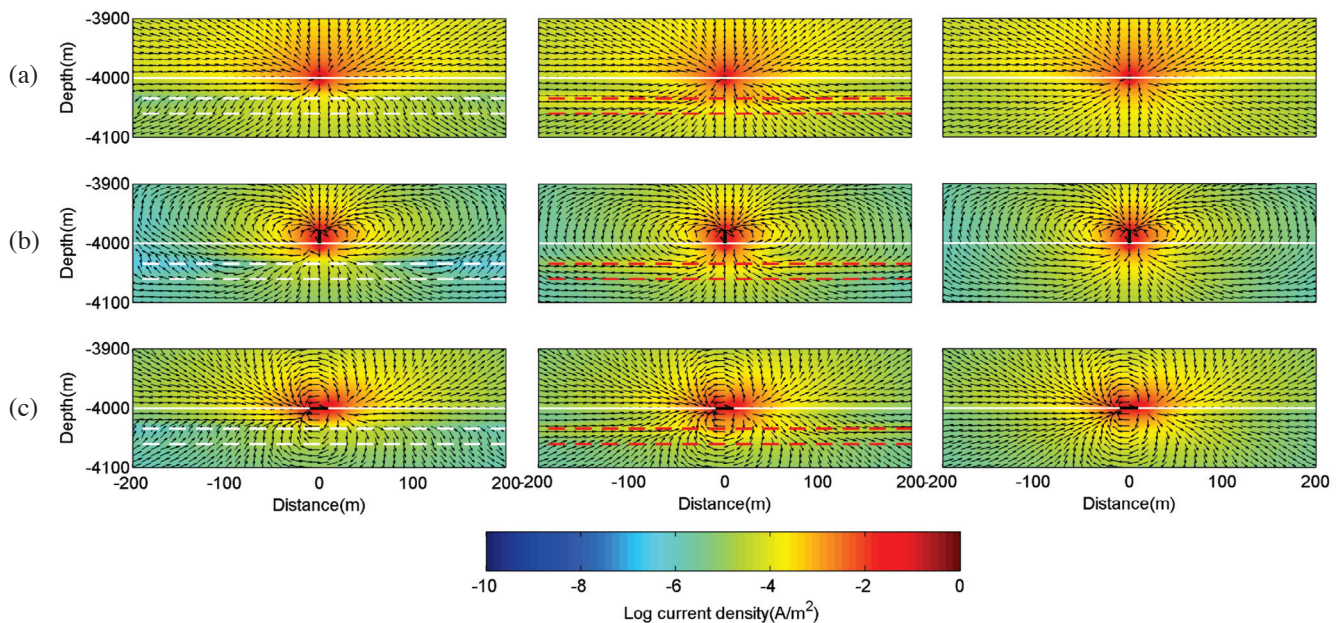 (a)
Depth(m)
-3900
-4000
-4100
(b)
Depth(m)
-3900
-4000
-4100
(c)
Depth(m)
-3900
-4000
-4100
-200 -100 0 100 200 -200 -100 0 100 200 -200 -100 0 100 200
Distance(m) Distance(m) Distance(m)
-10 -8 -6 -4 -2 0
Log current density(A/m²)